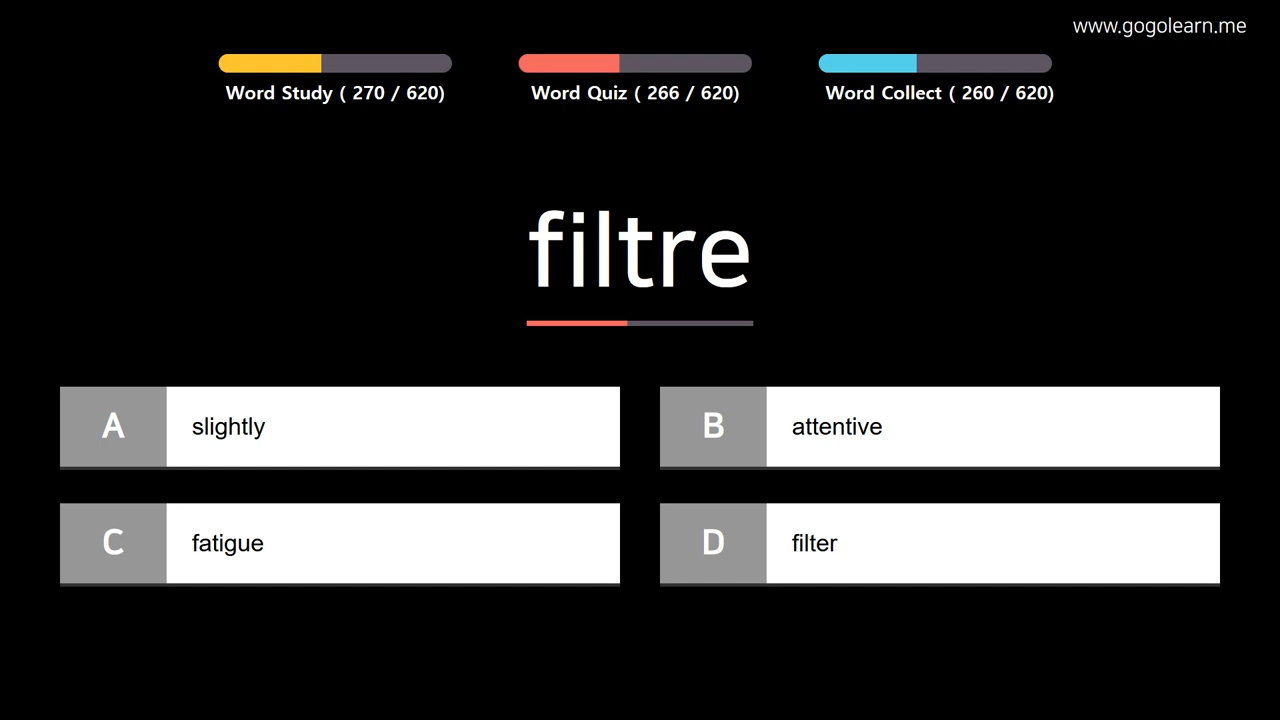 www.gogolearn.me
Word Study ( 270 / 620)
Word Quiz ( 266 / 620)
Word Collect ( 260 / 620)
filtre
A slightly
B attentive
C fatigue
D filter